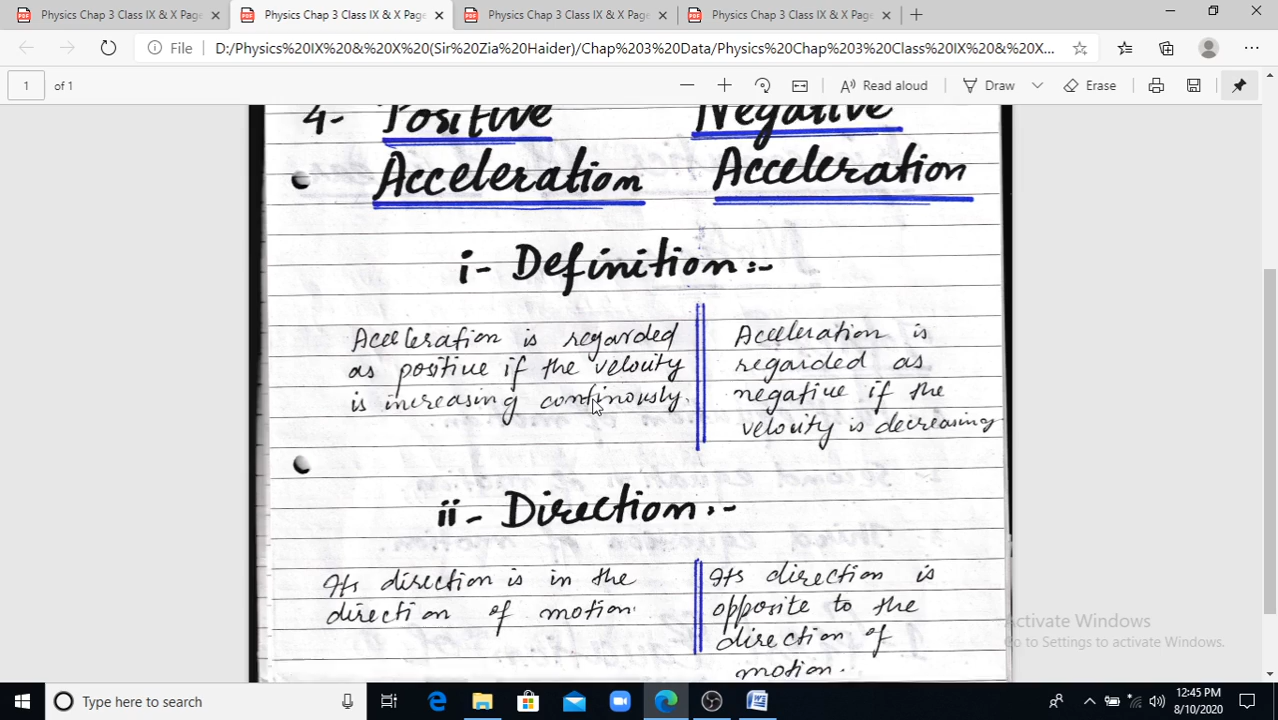 Physics Chap 3 Class IX & X Page
Physics Chap 3 Class IX & X Page
Physics Chap 3 Class IX & X Page
Physics Chap 3 Class IX & X Page
File
D:/Physics%20IX%20&%20X%20(Sir%20Zia%20Haider)/Chap%203%20Data/Physics%20Chap%203%20Class%20IX%20&%20X...
1 of 1
Read aloud
Draw
Erase
4- Positive
Acceleration
Negative
Acceleration
i- Definition:-
Acceleration is regarded
as positive if the velocity
is increasing continously.
Acceleration is
regarded as
negative if the
velocity is decreasing
ii- Direction:-
Its direction is in the
direction of motion.
Its direction is
opposite to the
direction of
motion.
Activate Windows
Go to Settings to activate Windows.
Type here to search
12:45 PM
8/10/2020